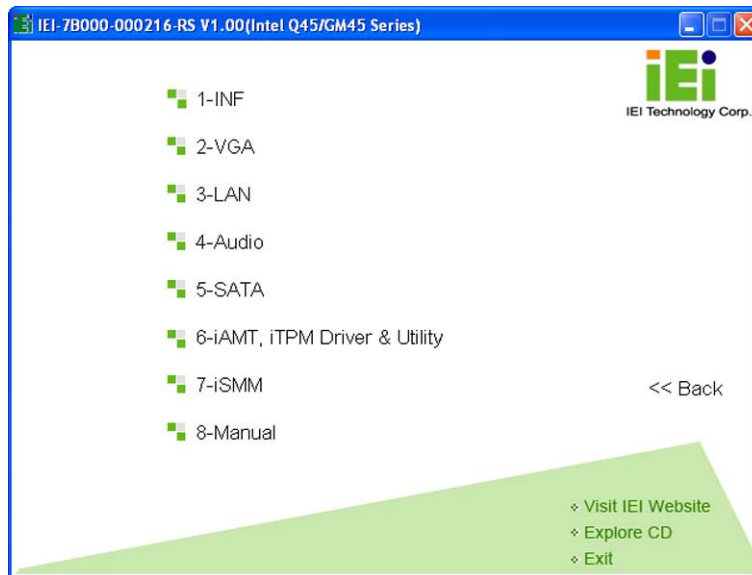 IEI-7B000-000216-RS V1.00(Intel Q45/GM45 Series)
iEi
IEI Technology Corp.
1-INF
2-VGA
3-LAN
4-Audio
5-SATA
6-iAMT, iTPM Driver & Utility
7-iSMM
<< Back
8-Manual
Visit IEI Website
Explore CD
Exit